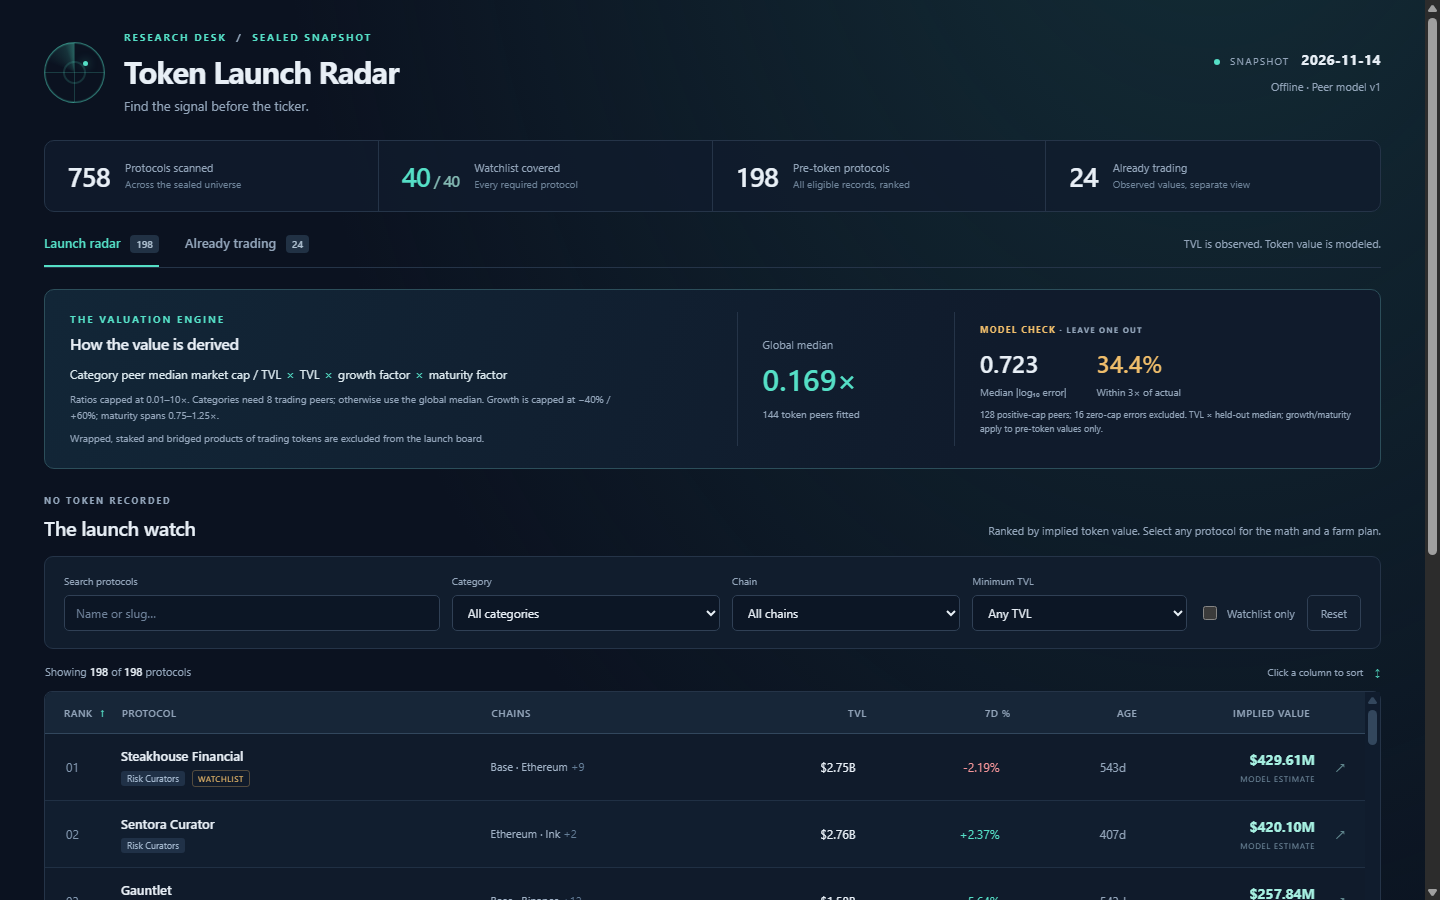 RESEARCH DESK / SEALED SNAPSHOT
Token Launch Radar
Find the signal before the ticker.
SNAPSHOT 2026-11-14
Offline · Peer model v1
758 Protocols scanned
Across the sealed universe
40 / 40 Watchlist covered
Every required protocol
198 Pre-token protocols
All eligible records, ranked
24 Already trading
Observed values, separate view
Launch radar 198 Already trading 24
TVL is observed. Token value is modeled.
THE VALUATION ENGINE
How the value is derived
Category peer median market cap / TVL × TVL × growth factor × maturity factor
Ratios capped at 0.01–10×. Categories need 8 trading peers; otherwise use the global median. Growth is capped at −40% /
+60%; maturity spans 0.75–1.25×.
Wrapped, staked and bridged products of trading tokens are excluded from the launch board.
Global median
0.169×
144 token peers fitted
MODEL CHECK · LEAVE ONE OUT
0.723 34.4%
Median |log₁₀ error| Within 3× of actual
128 positive-cap peers; 16 zero-cap errors excluded. TVL × held-out median; growth/maturity
apply to pre-token values only.
NO TOKEN RECORDED
The launch watch
Ranked by implied token value. Select any protocol for the math and a farm plan.
Search protocols Category Chain Minimum TVL
Name or slug... All categories All chains Any TVL Watchlist only Reset
Showing 198 of 198 protocols
Click a column to sort ↕
RANK ↑ PROTOCOL CHAINS TVL 7D % AGE IMPLIED VALUE
01 Steakhouse Financial Base · Ethereum +9 $2.75B -2.19% 543d $429.61M ↗
Risk Curators WATCHLIST MODEL ESTIMATE
02 Sentora Curator Ethereum · Ink +2 $2.76B +2.37% 407d $420.10M ↗
Risk Curators MODEL ESTIMATE
Gauntlet $257.84M